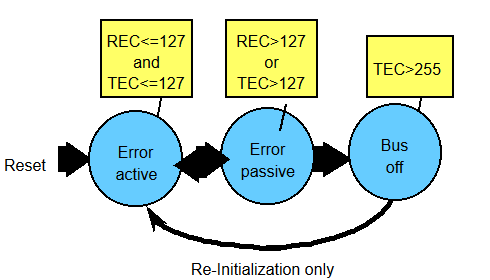 REC<=127
and
TEC<=127
REC>127
or
TEC>127
TEC>255
Reset
Error
active
Error
passive
Bus
off
Re-Initialization only